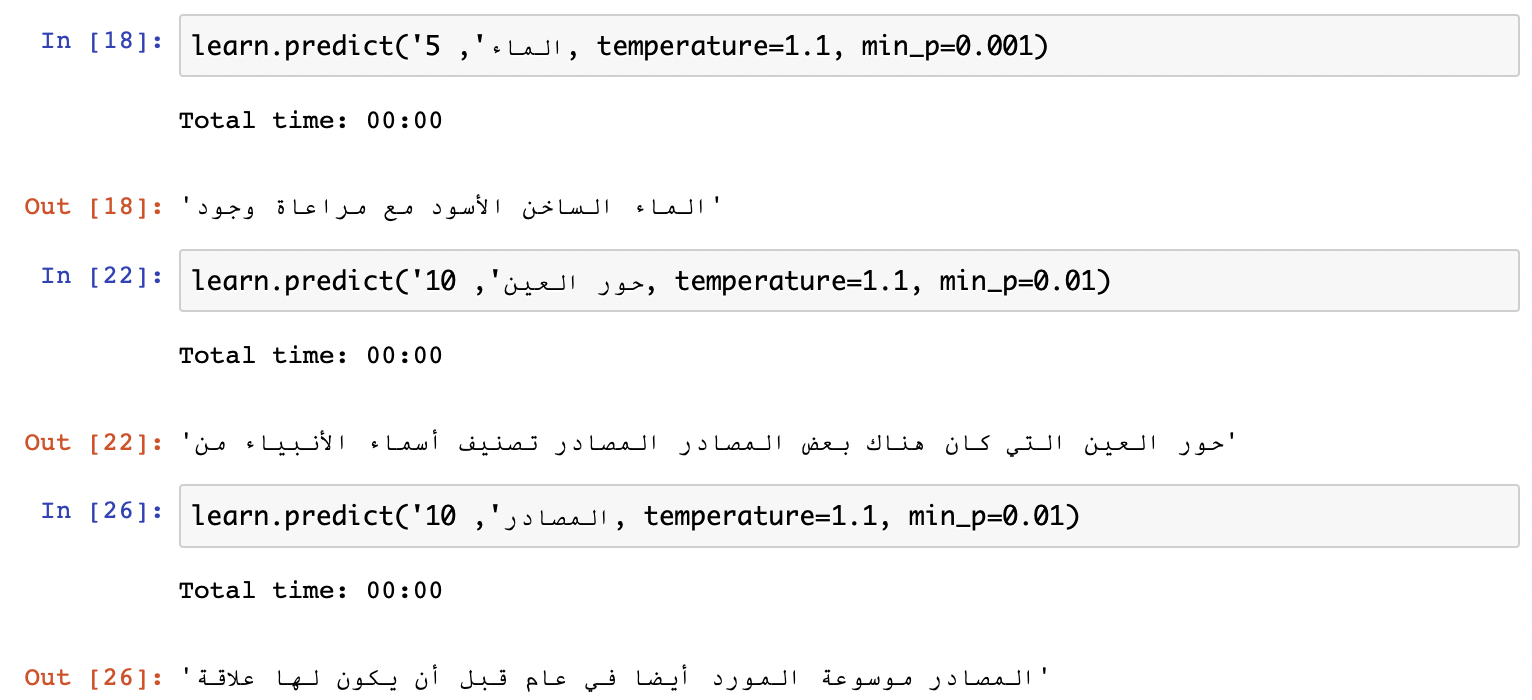 In [18]: learn.predict('الماء', 5, temperature=1.1, min_p=0.001)
Total time: 00:00
Out [18]: 'الماء الساخن الأسود مع مراعاة وجود'
In [22]: learn.predict('حور العين', 10, temperature=1.1, min_p=0.01)
Total time: 00:00
Out [22]: 'حور العين التي كان هناك بعض المصادر المصادر تصنيف أسماء الأنبياء من'
In [26]: learn.predict('المصادر', 10, temperature=1.1, min_p=0.01)
Total time: 00:00
Out [26]: 'المصادر موسوعة المورد أيضا في عام قبل أن يكون لها علاقة'